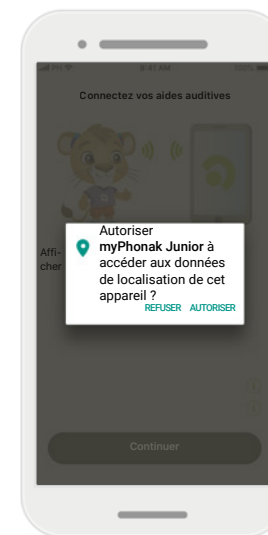 9:41 AM
100%
Connectez vos aides auditives
Affi-
cher
Autoriser
myPhonak Junior à
accéder aux données
de localisation de cet
appareil ?
REFUSER AUTORISER
Continuer